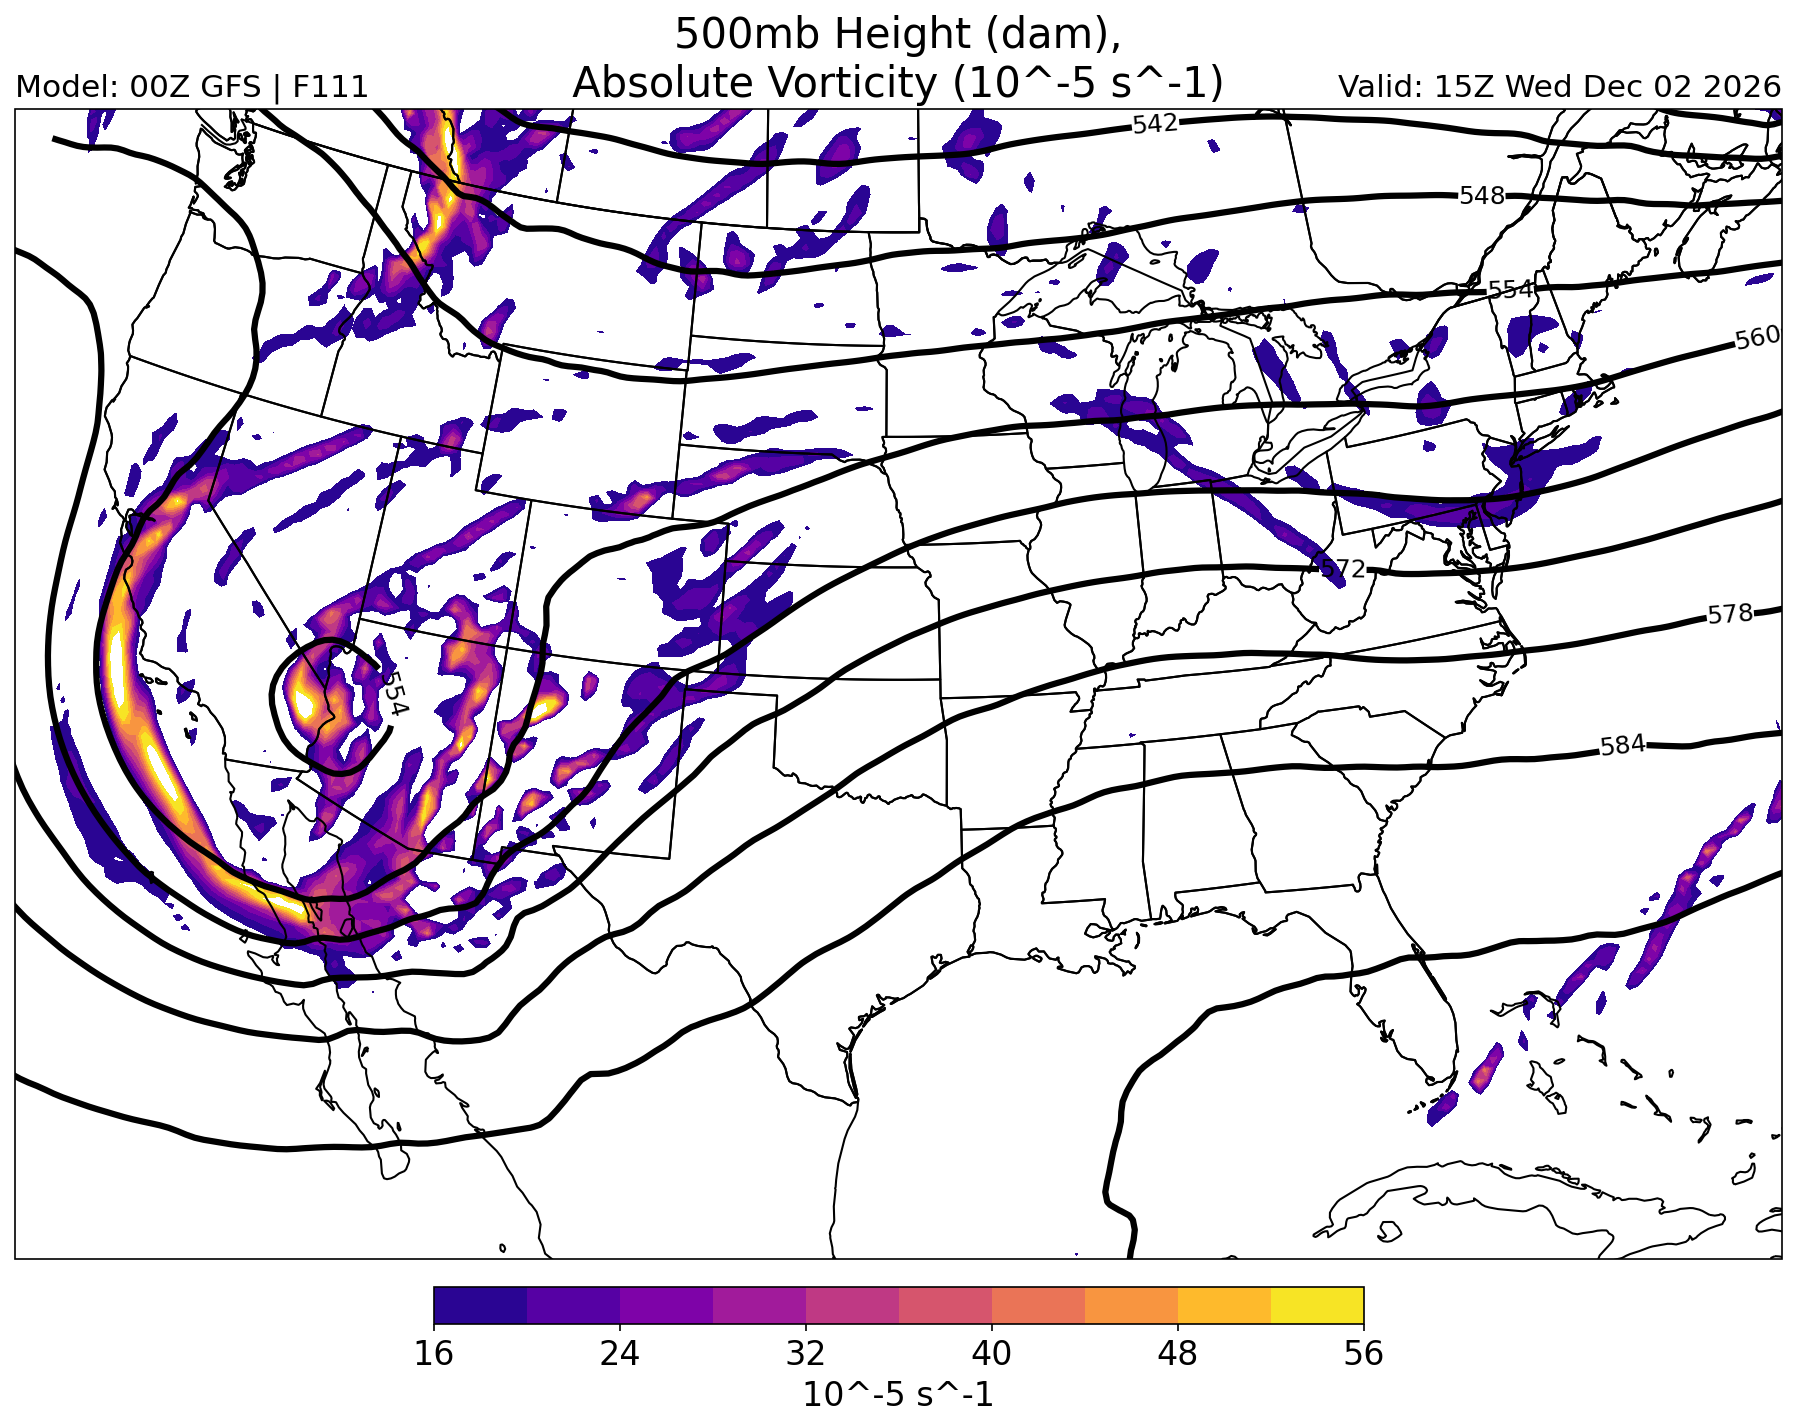 500mb Height (dam),
Model: 00Z GFS | F111
Absolute Vorticity (10^-5 s^-1)
Valid: 15Z Wed Dec 02 2026
542
548
554
560
572
578
554
584
16 24 32 40 48 56
10^-5 s^-1